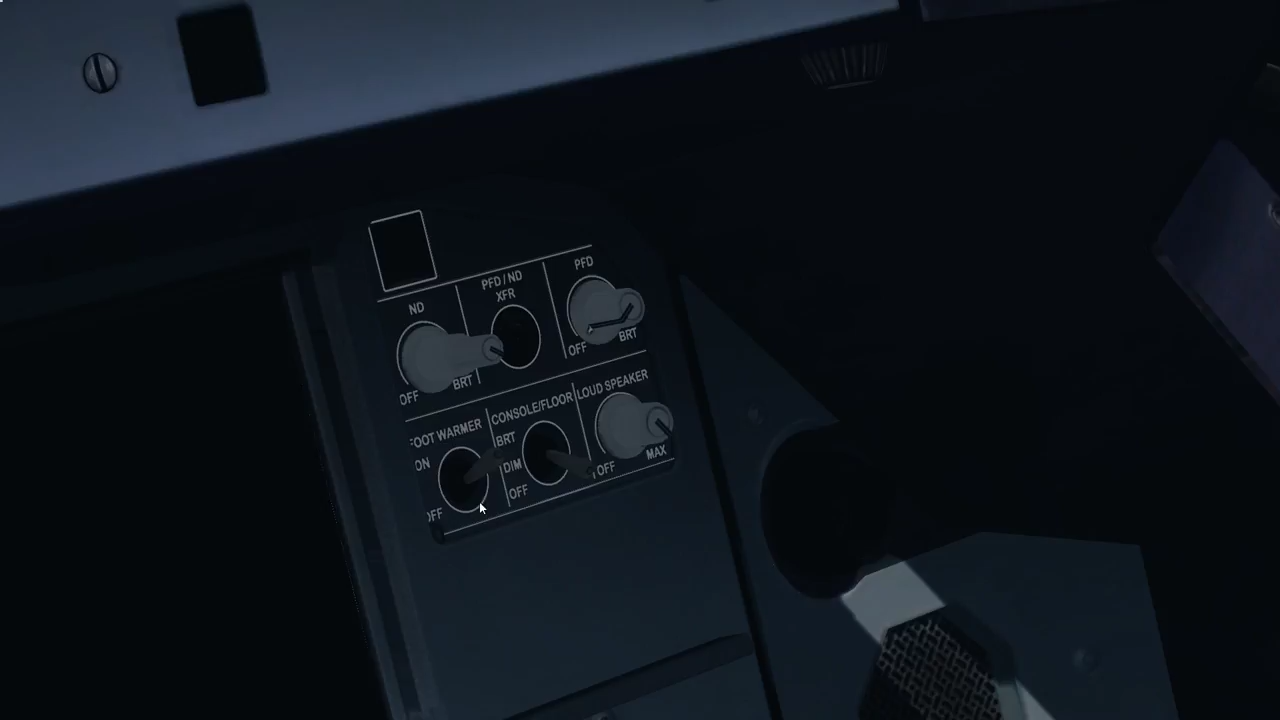 PFD
PFD / ND
XFR
ND
OFF
BRT
OFF
BRT
LOUD SPEAKER
CONSOLE/FLOOR
FOOT WARMER
ON
OFF
BRT
DIM
OFF
OFF
MAX